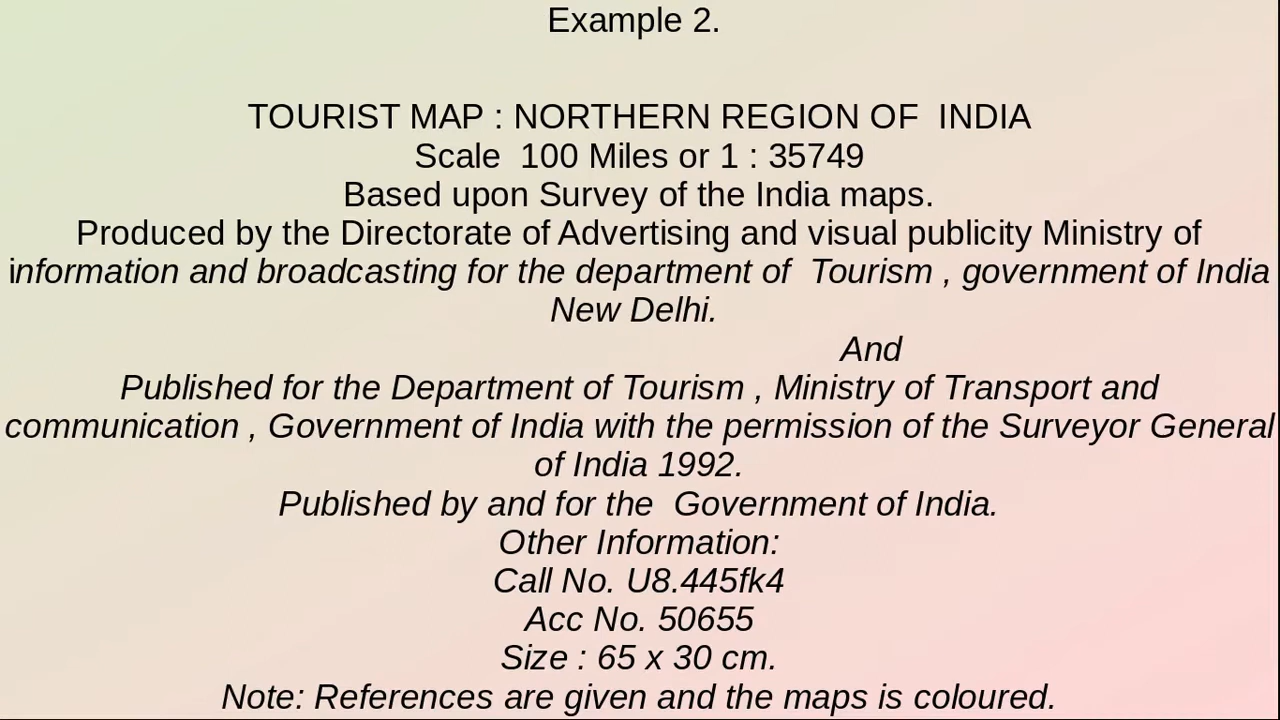 Example 2.
TOURIST MAP : NORTHERN REGION OF  INDIA
Scale  100 Miles or 1 : 35749
Based upon Survey of the India maps.
Produced by the Directorate of Advertising and visual publicity Ministry of
information and broadcasting for the department of  Tourism , government of India
New Delhi.
And
Published for the Department of Tourism , Ministry of Transport and
communication , Government of India with the permission of the Surveyor General
of India 1992.
Published by and for the  Government of India.
Other Information:
Call No. U8.445fk4
Acc No. 50655
Size : 65 x 30 cm.
Note: References are given and the maps is coloured.